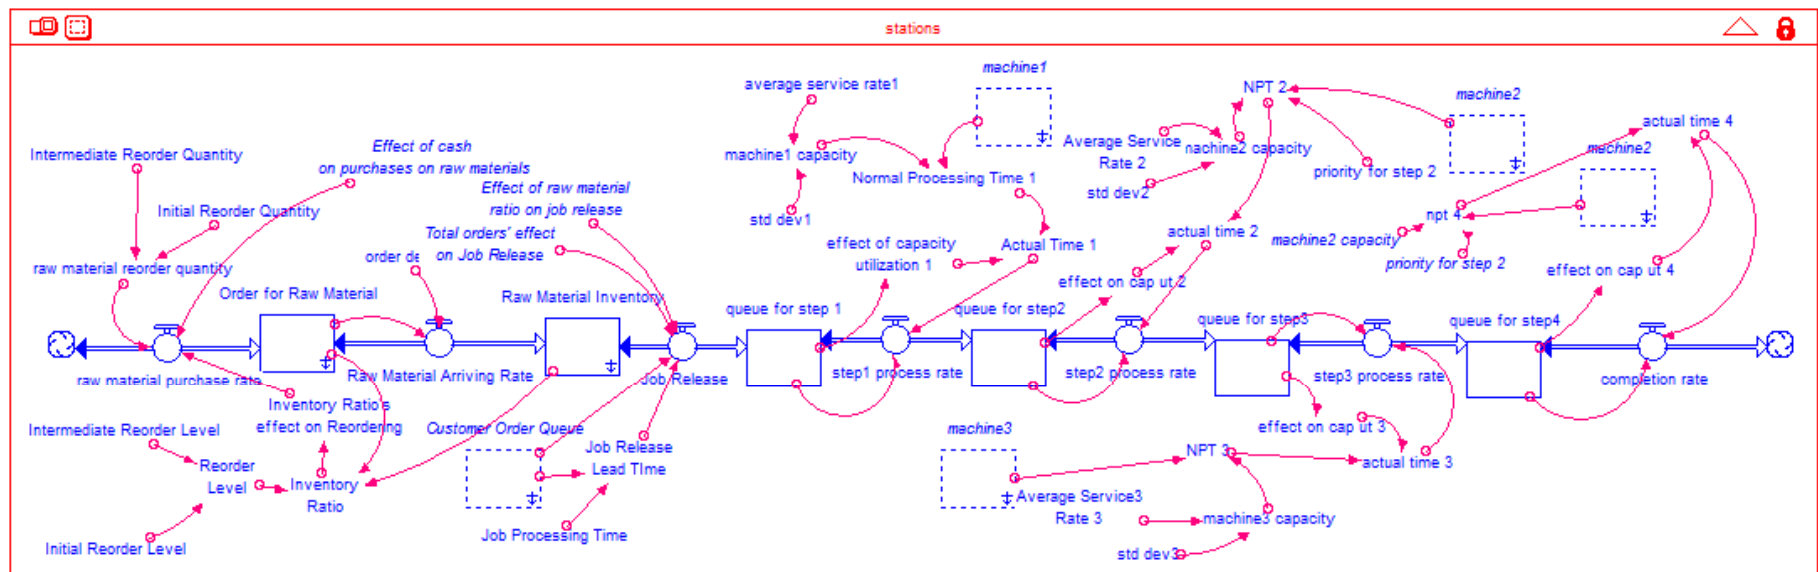 stations
machine1
average service rate1
NPT 2
machine2
actual time 4
Effect of cash
on purchases on raw materials
Intermediate Reorder Quantity
machine1 capacity
Average Service
Rate 2
machine2 capacity
machine2
Normal Processing Time 1
priority for step 2
Effect of raw material
ratio on job release
std dev2
Initial Reorder Quantity
std dev1
npt 4
Total orders' effect
on Job Release
effect of capacity
utilization 1
Actual Time 1
actual time 2
machine2 capacity
order de
priority for step 2
raw material reorder quantity
effect on cap ut 2
effect on cap ut 4
Order for Raw Material
Raw Material Inventory
queue for step 1
queue for step2
queue for step3
queue for step4
raw material purchase rate
Raw Material Arriving Rate
Job Release
step1 process rate
step2 process rate
step3 process rate
completion rate
Inventory Ratio's
effect on Reordering
Intermediate Reorder Level
Customer Order Queue
machine3
effect on cap ut 3
Job Release
Lead TIme
NPT 3
actual time 3
Reorder
Level
Inventory
Ratio
Average Service3
Rate 3
machine3 capacity
Job Processing Time
Initial Reorder Level
std dev3